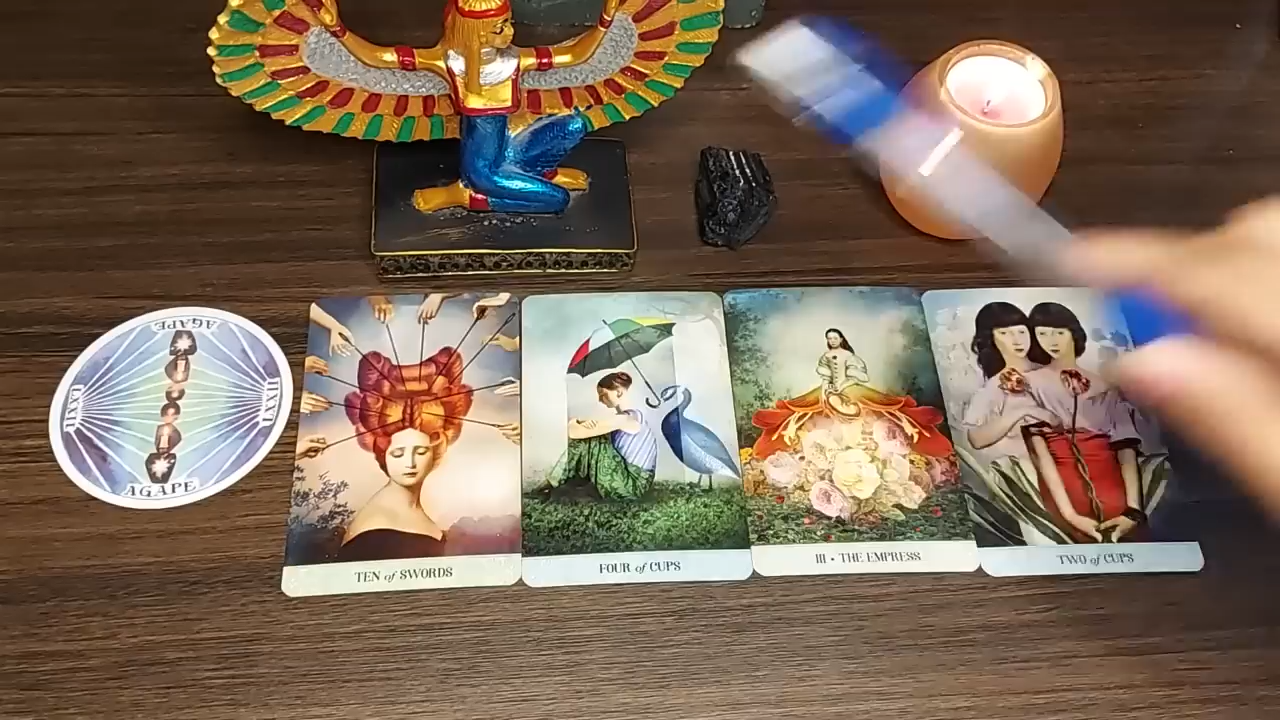 AGAPE
LXXII
LXXII
AGAPE
TEN of SWORDS
FOUR of CUPS
III • THE EMPRESS
TWO of CUPS